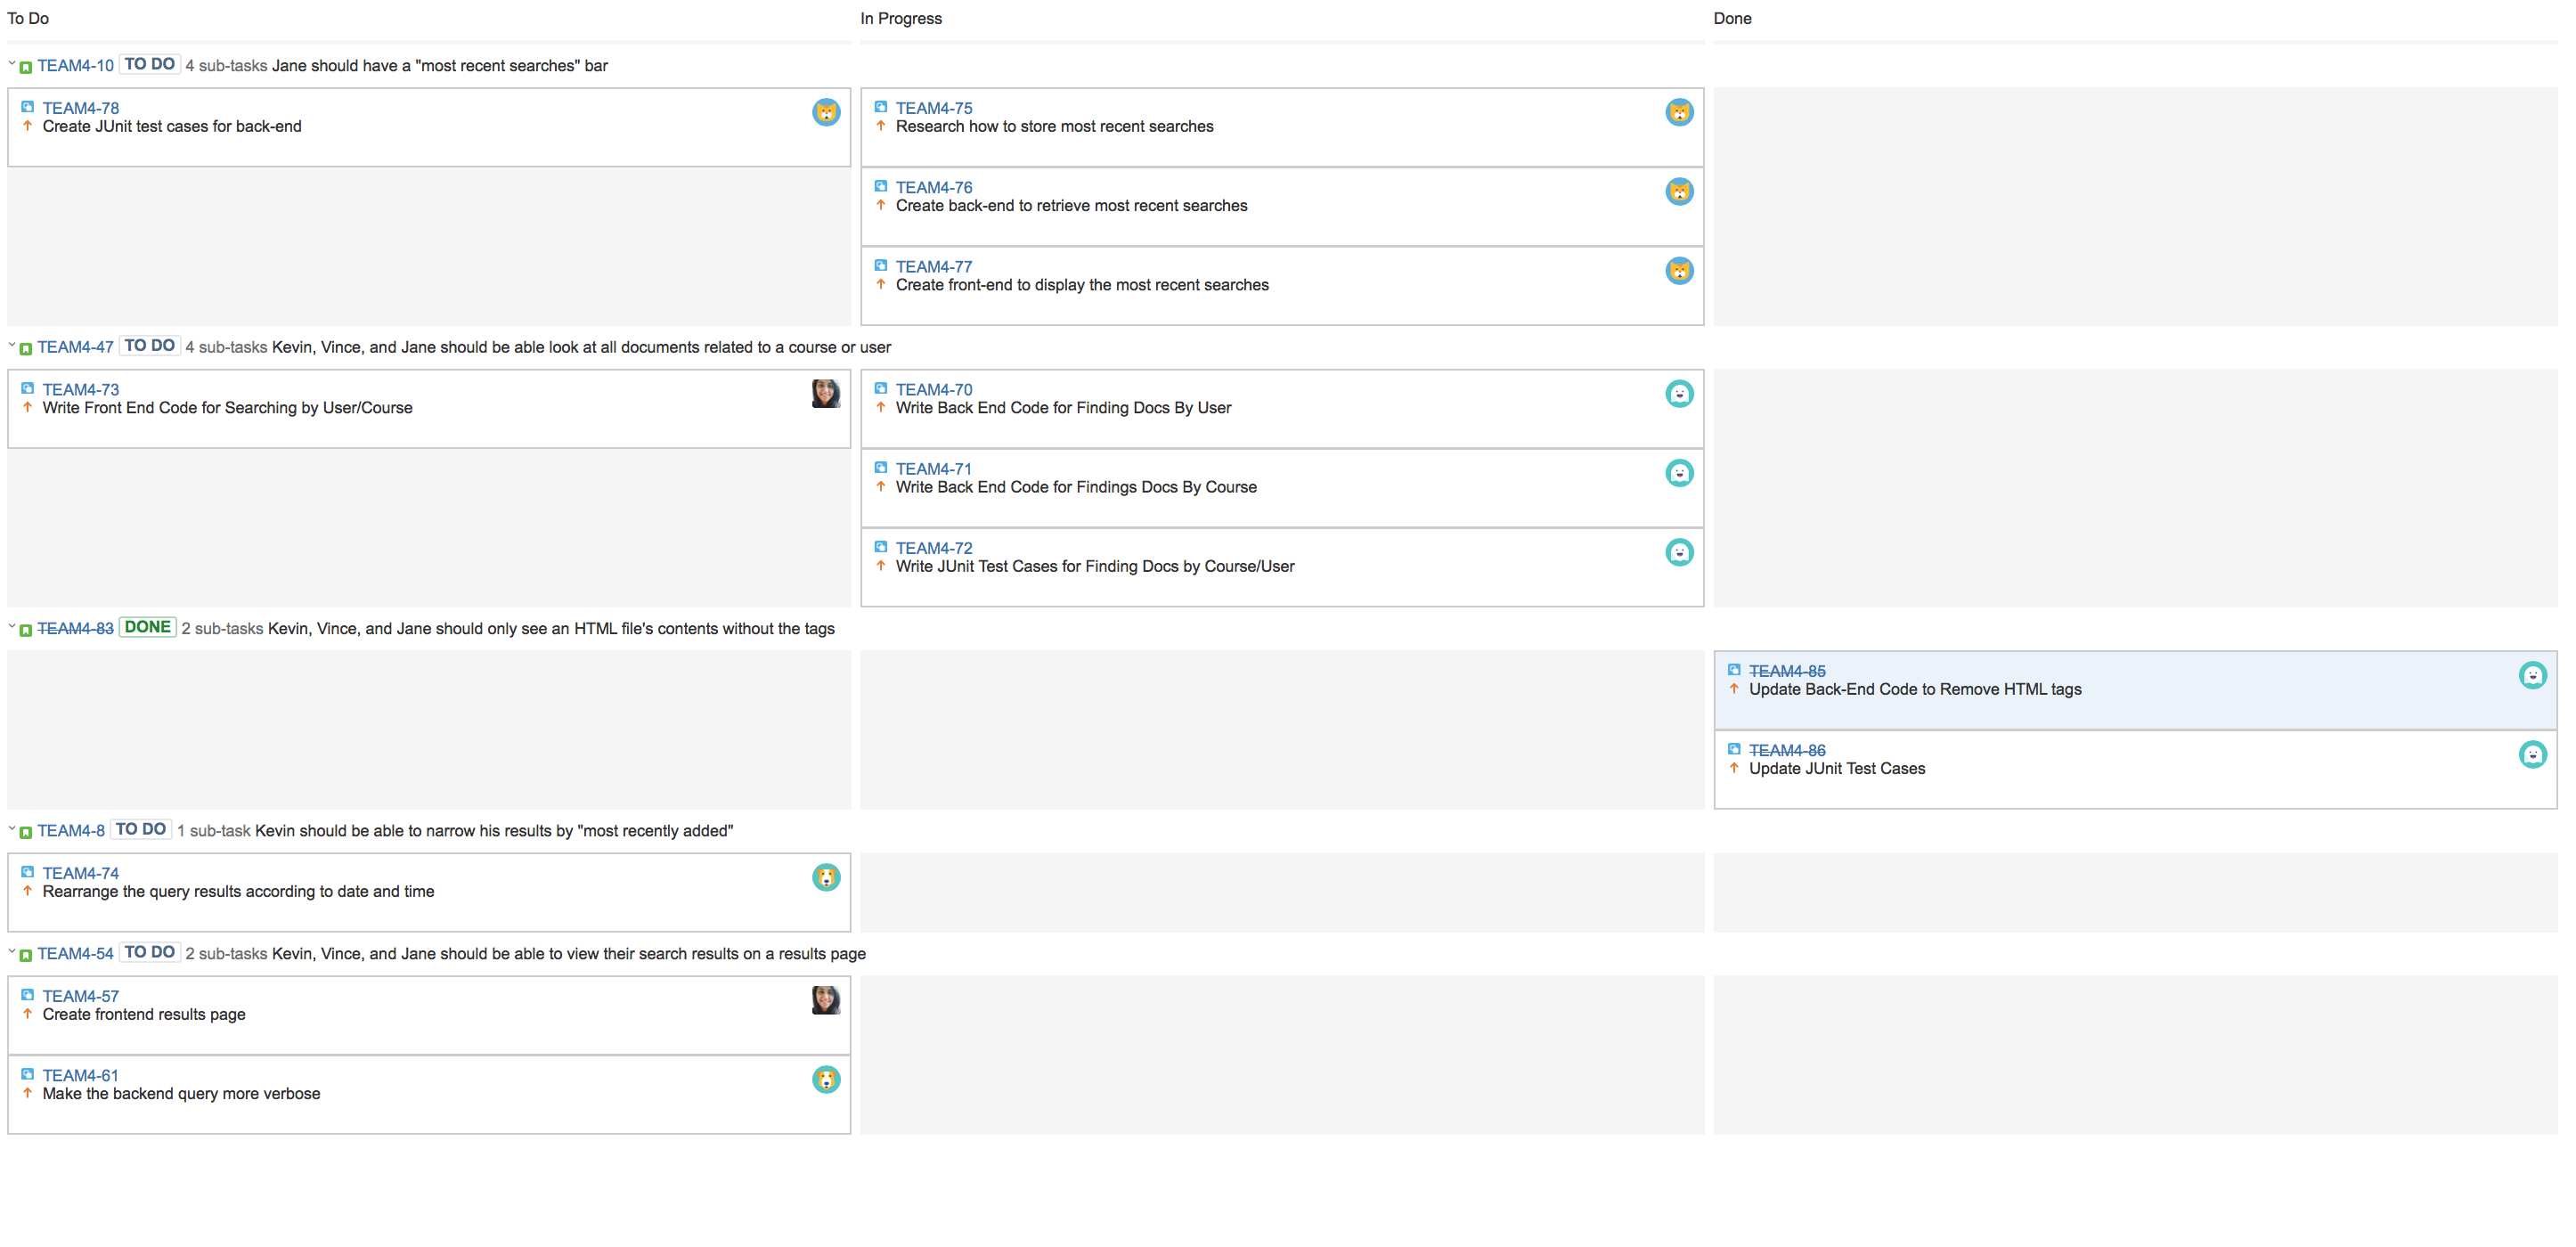 To Do
In Progress
Done
TEAM4-10 TO DO 4 sub-tasks Jane should have a "most recent searches" bar
TEAM4-78
Create JUnit test cases for back-end
TEAM4-75
Research how to store most recent searches
TEAM4-76
Create back-end to retrieve most recent searches
TEAM4-77
Create front-end to display the most recent searches
TEAM4-47 TO DO 4 sub-tasks Kevin, Vince, and Jane should be able look at all documents related to a course or user
TEAM4-73
Write Front End Code for Searching by User/Course
TEAM4-70
Write Back End Code for Finding Docs By User
TEAM4-71
Write Back End Code for Findings Docs By Course
TEAM4-72
Write JUnit Test Cases for Finding Docs by Course/User
TEAM4-83 DONE 2 sub-tasks Kevin, Vince, and Jane should only see an HTML file's contents without the tags
TEAM4-85
Update Back-End Code to Remove HTML tags
TEAM4-86
Update JUnit Test Cases
TEAM4-8 TO DO 1 sub-task Kevin should be able to narrow his results by "most recently added"
TEAM4-74
Rearrange the query results according to date and time
TEAM4-54 TO DO 2 sub-tasks Kevin, Vince, and Jane should be able to view their search results on a results page
TEAM4-57
Create frontend results page
TEAM4-61
Make the backend query more verbose